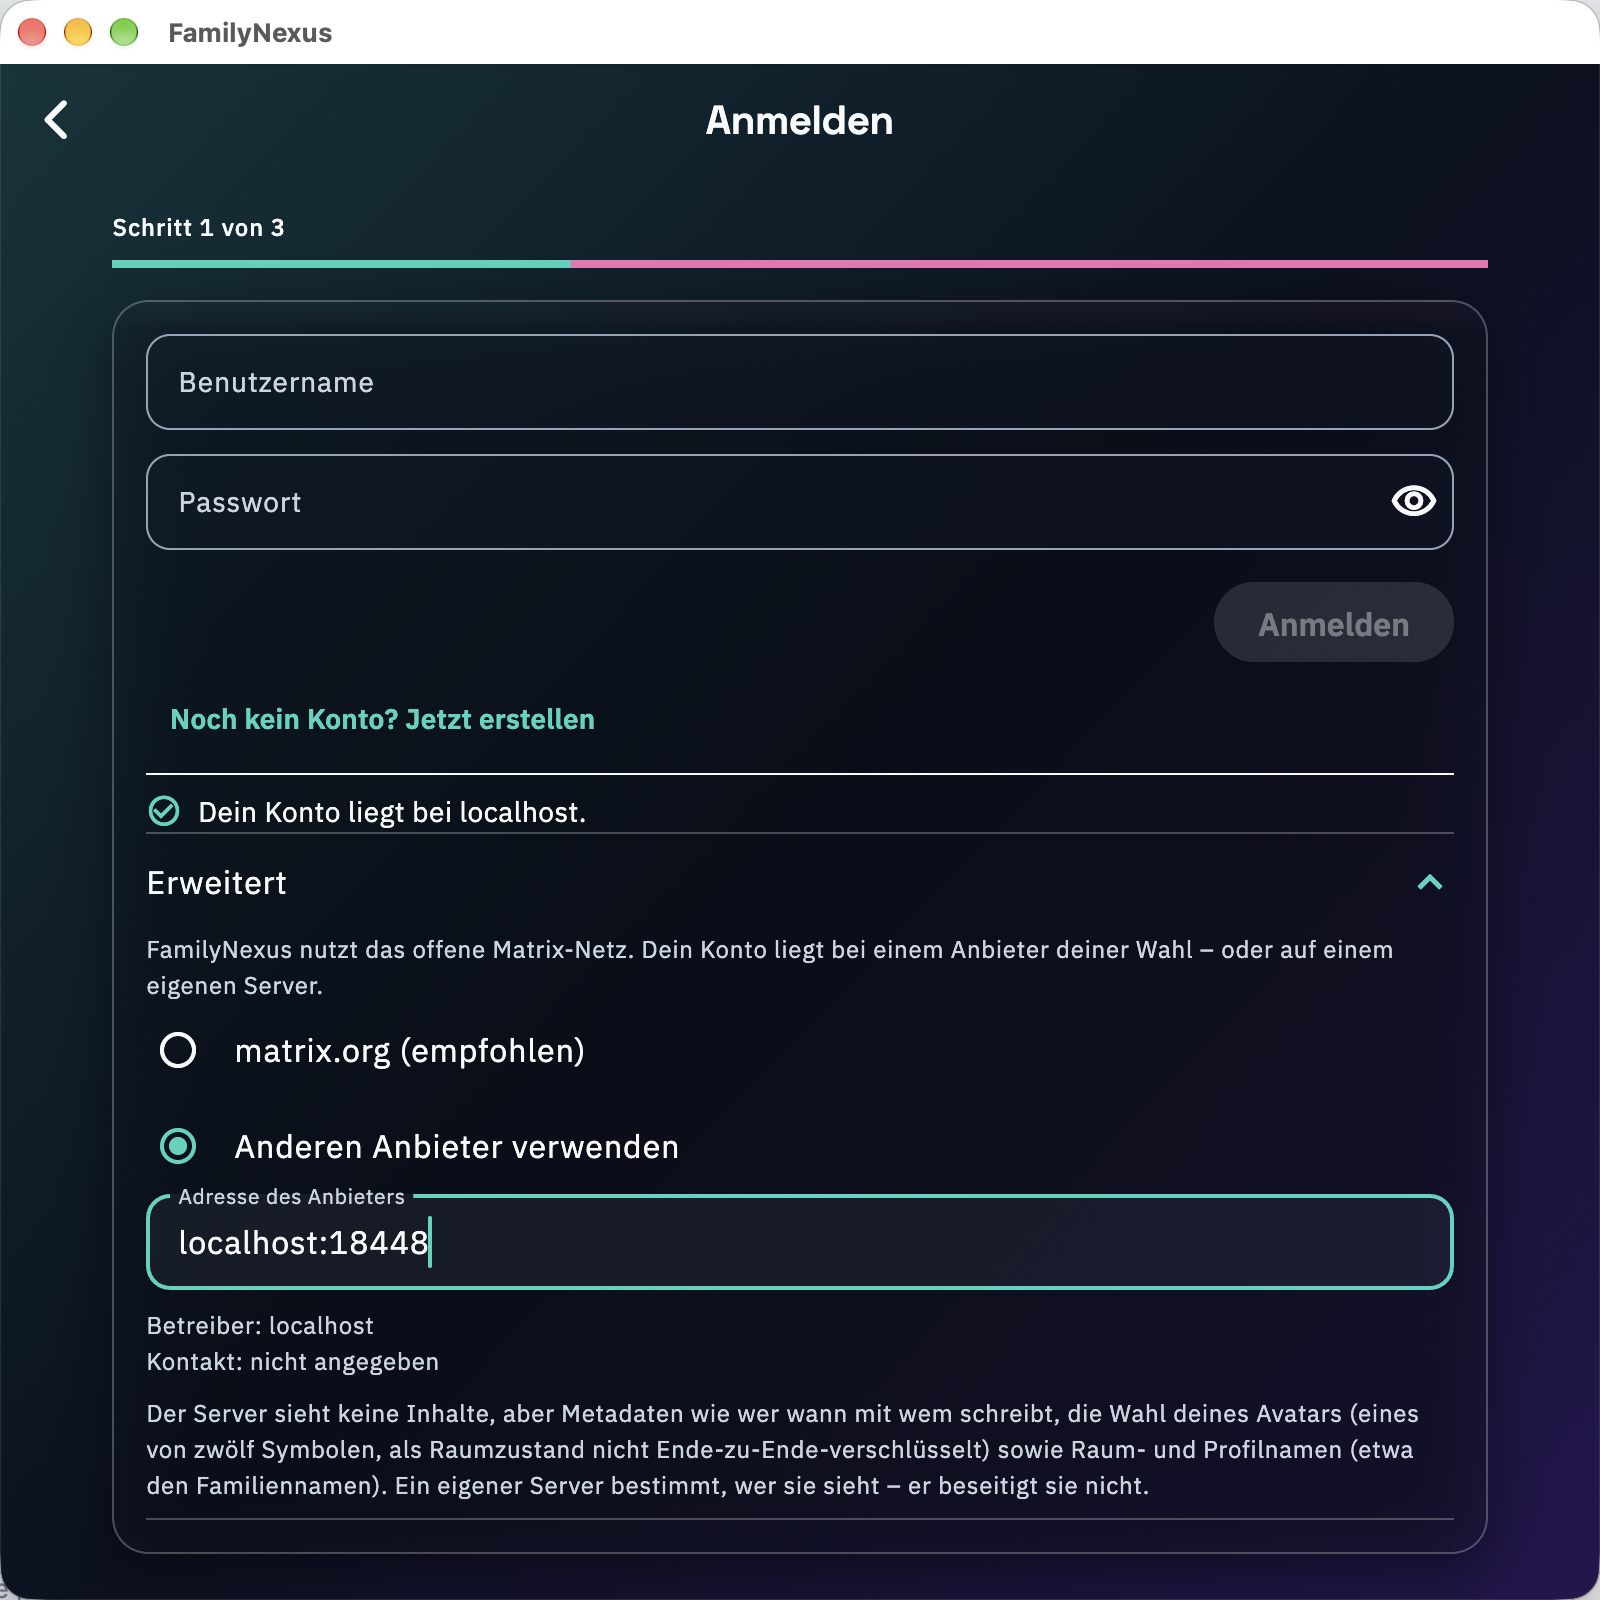 FamilyNexus
Anmelden
Schritt 1 von 3
Benutzername
Passwort
Anmelden
Noch kein Konto? Jetzt erstellen
Dein Konto liegt bei localhost.
Erweitert
FamilyNexus nutzt das offene Matrix-Netz. Dein Konto liegt bei einem Anbieter deiner Wahl – oder auf einem
eigenen Server.
matrix.org (empfohlen)
Anderen Anbieter verwenden
Adresse des Anbieters
localhost:18448
Betreiber: localhost
Kontakt: nicht angegeben
Der Server sieht keine Inhalte, aber Metadaten wie wer wann mit wem schreibt, die Wahl deines Avatars (eines
von zwölf Symbolen, als Raumzustand nicht Ende-zu-Ende-verschlüsselt) sowie Raum- und Profilnamen (etwa
den Familiennamen). Ein eigener Server bestimmt, wer sie sieht – er beseitigt sie nicht.